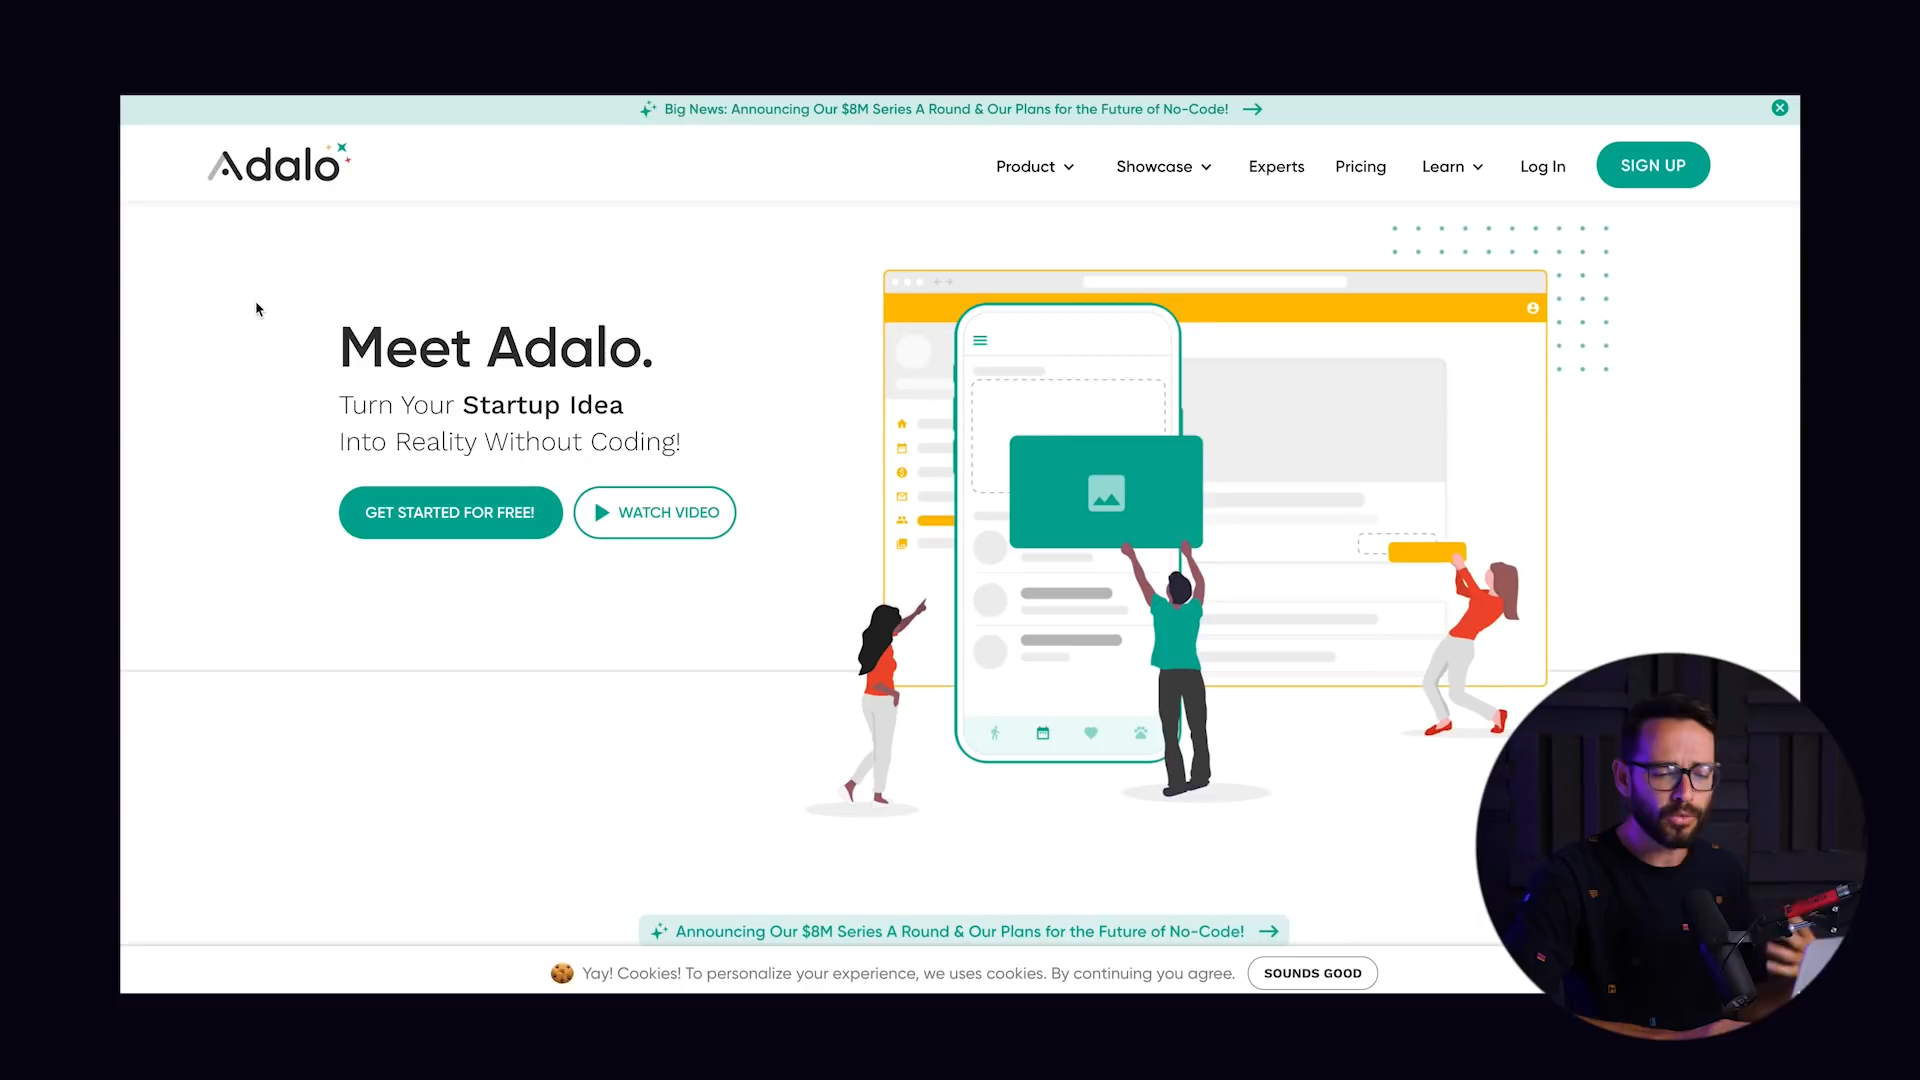 Big News: Announcing Our $8M Series A Round & Our Plans for the Future of No-Code!
Adalo
Product
Showcase
Experts
Pricing
Learn
Log In
SIGN UP
Meet Adalo.
Turn Your Startup Idea
Into Reality Without Coding!
GET STARTED FOR FREE!
WATCH VIDEO
Announcing Our $8M Series A Round & Our Plans for the Future of No-Code!
Yay! Cookies! To personalize your experience, we uses cookies. By continuing you agree.
SOUNDS GOOD